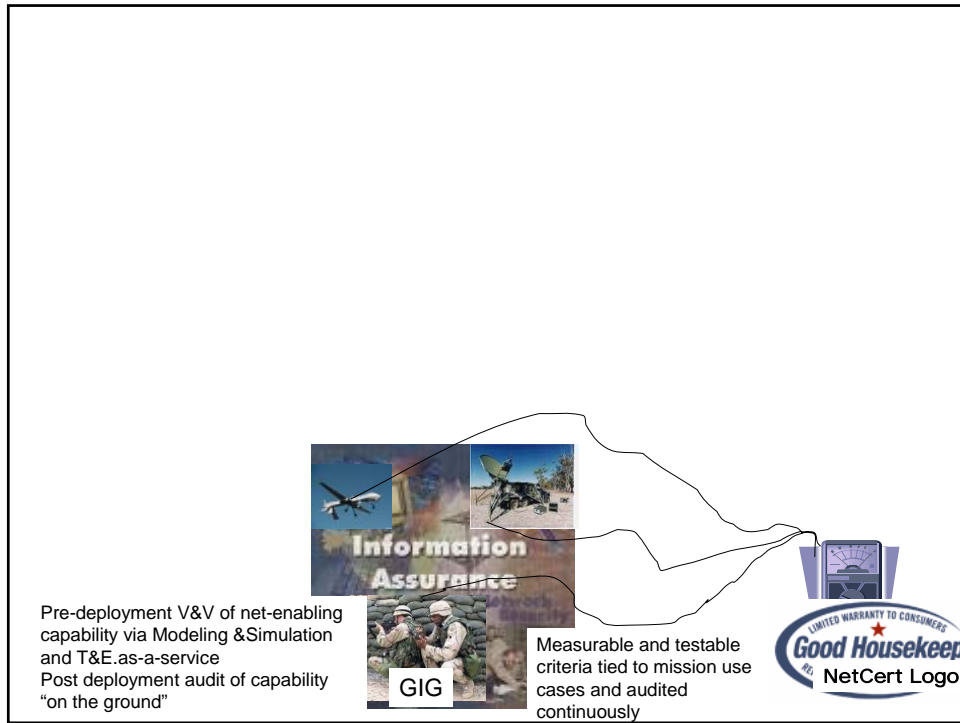 Information
Assurance
Pre-deployment V&V of net-enabling
capability via Modeling &Simulation
and T&E.as-a-service
Post deployment audit of capability
“on the ground”
GIG
Measurable and testable
criteria tied to mission use
cases and audited
continuously
LIMITED WARRANTY TO CONSUMERS
Good Housekeep
NetCert Logo